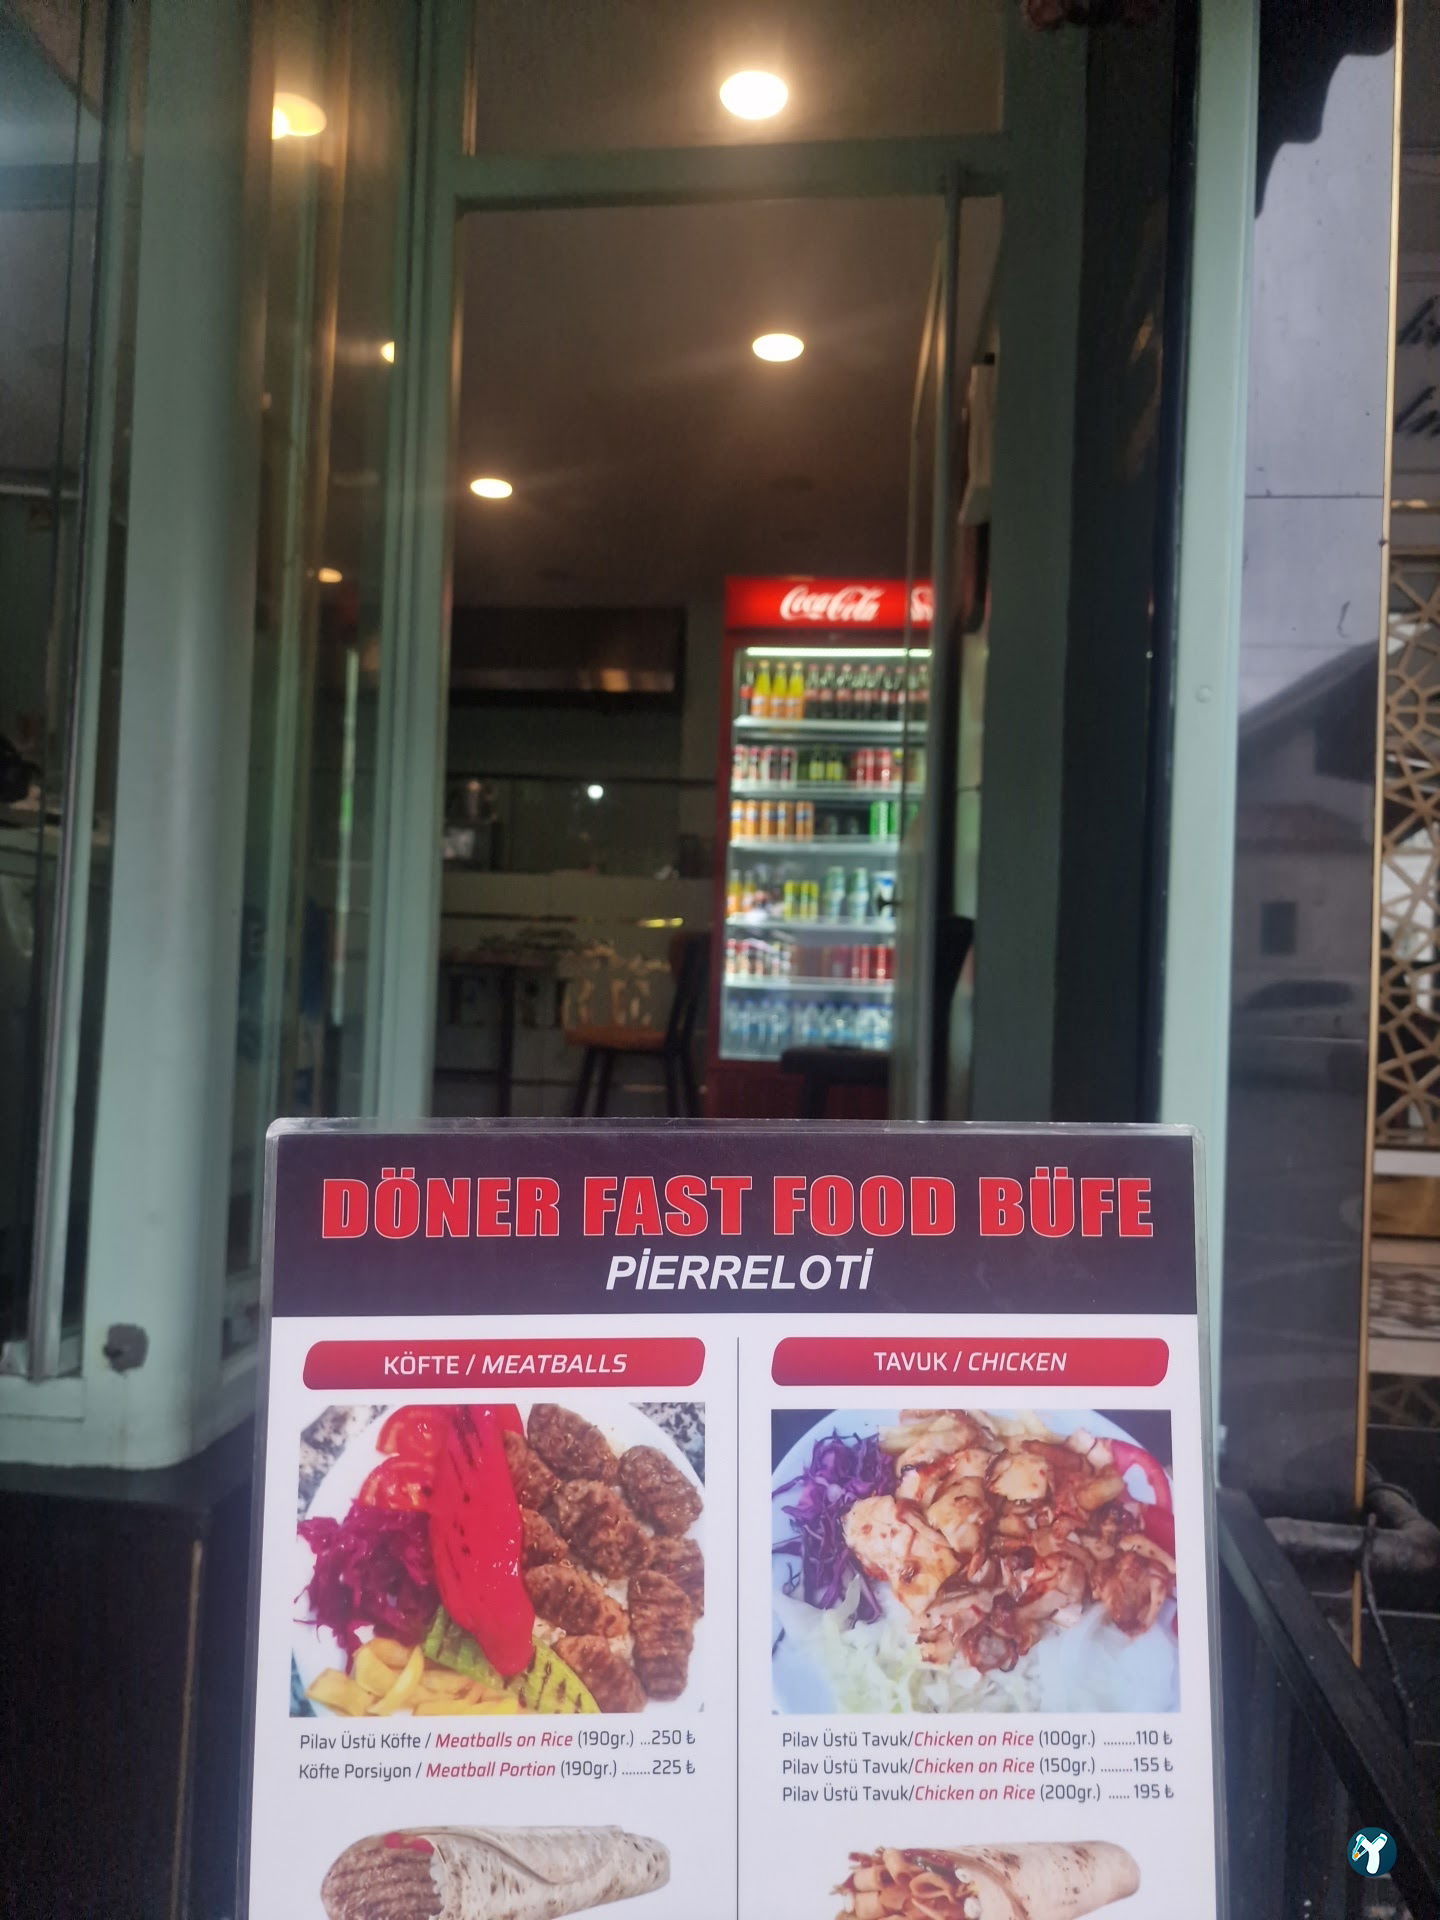 Coca-Cola
DÖNER FAST FOOD BÜFE
PİERRELOTİ
KÖFTE / MEATBALLS
Pilav Üstü Köfte / Meatballs on Rice (190gr.) ...250 ₺
Köfte Porsiyon / Meatball Portion (190gr.) ........225 ₺
TAVUK / CHICKEN
Pilav Üstü Tavuk/Chicken on Rice (100gr.) .........110 ₺
Pilav Üstü Tavuk/Chicken on Rice (150gr.) .........155 ₺
Pilav Üstü Tavuk/Chicken on Rice (200gr.) ...... 195 ₺